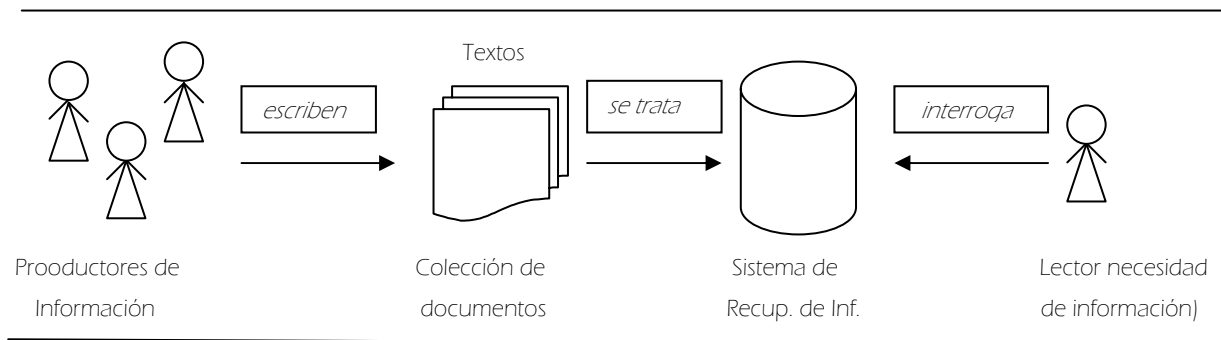 Textos
escriben
se trata
interroga
Prooductores de
Información
Colección de
documentos
Sistema de
Recup. de Inf.
Lector necesidad
de información)